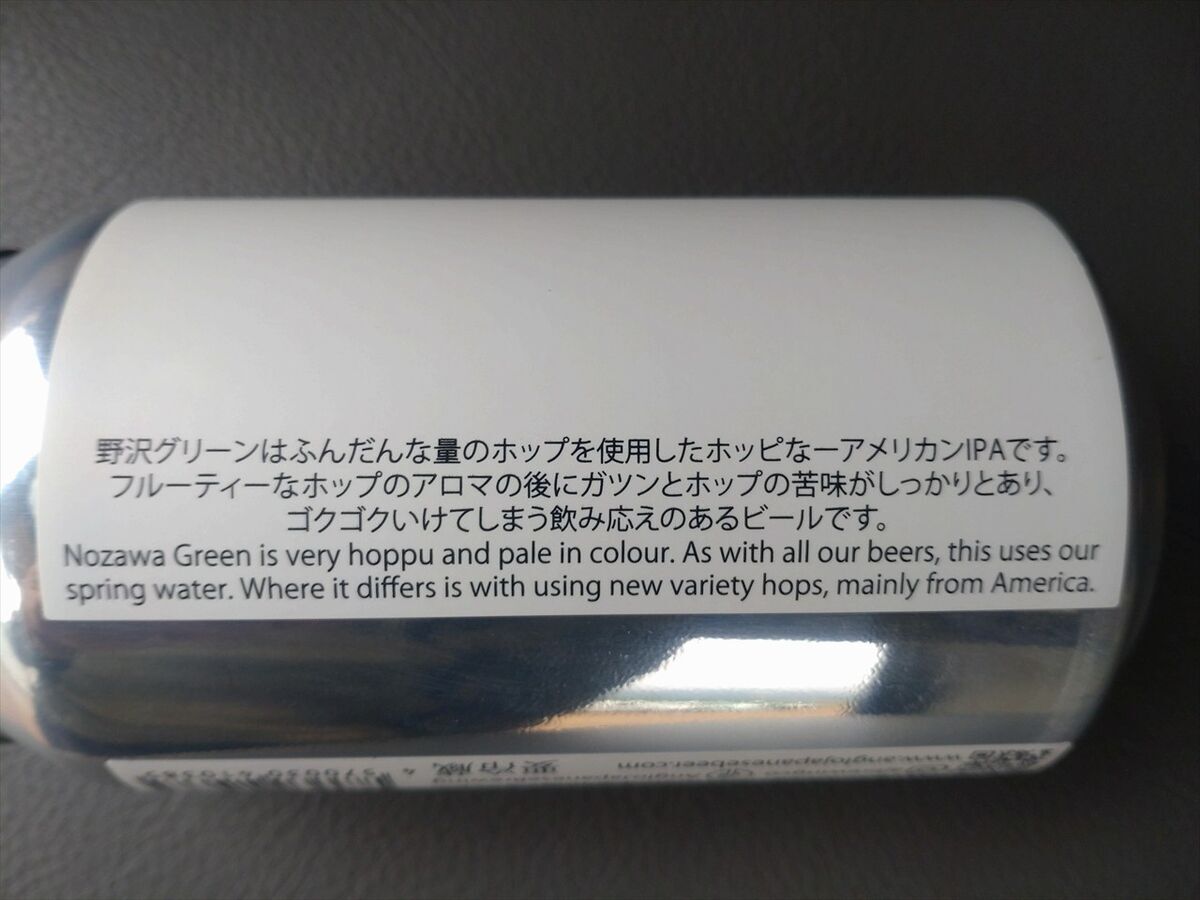 野沢グリーンはふんだんな量のホップを使用したホッピなーアメリカンIPAです。
フルーティーなホップのアロマの後にガツンとホップの苦味がしっかりとあり、
ゴクゴクいけてしまう飲み応えのあるビールです。
Nozawa Green is very hoppu and pale in colour. As with all our beers, this uses our
spring water. Where it differs is with using new variety hops, mainly from America.
www.anglojapanesebeer.com
要冷蔵